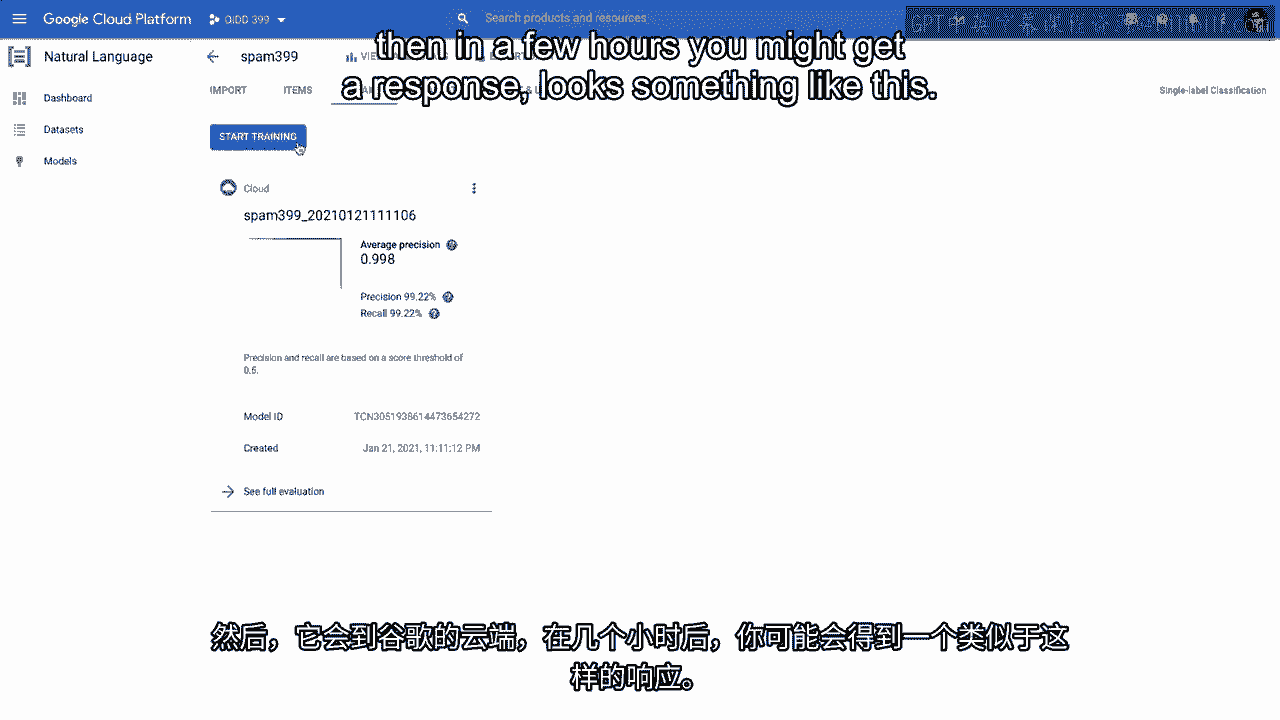 Google Cloud Platform
OIDD 399
Search products and resources
then in a few hours you might get
a response, looks something like this.
Natural Language
spam399
IMPORT
ITEMS
Single-label Classification
Dashboard
Datasets
Models
START TRAINING
Cloud
spam399_20210121111106
Average precision
0.998
Precision 99.22%
Recall 99.22%
Precision and recall are based on a score threshold of
0.5.
Model ID
TCN3051938614473654272
Created
Jan 21, 2021, 11:11:12 PM
See full evaluation
然后，它会到谷歌的云端，在几个小时后，你可能会得到一个类似于这
样的响应。